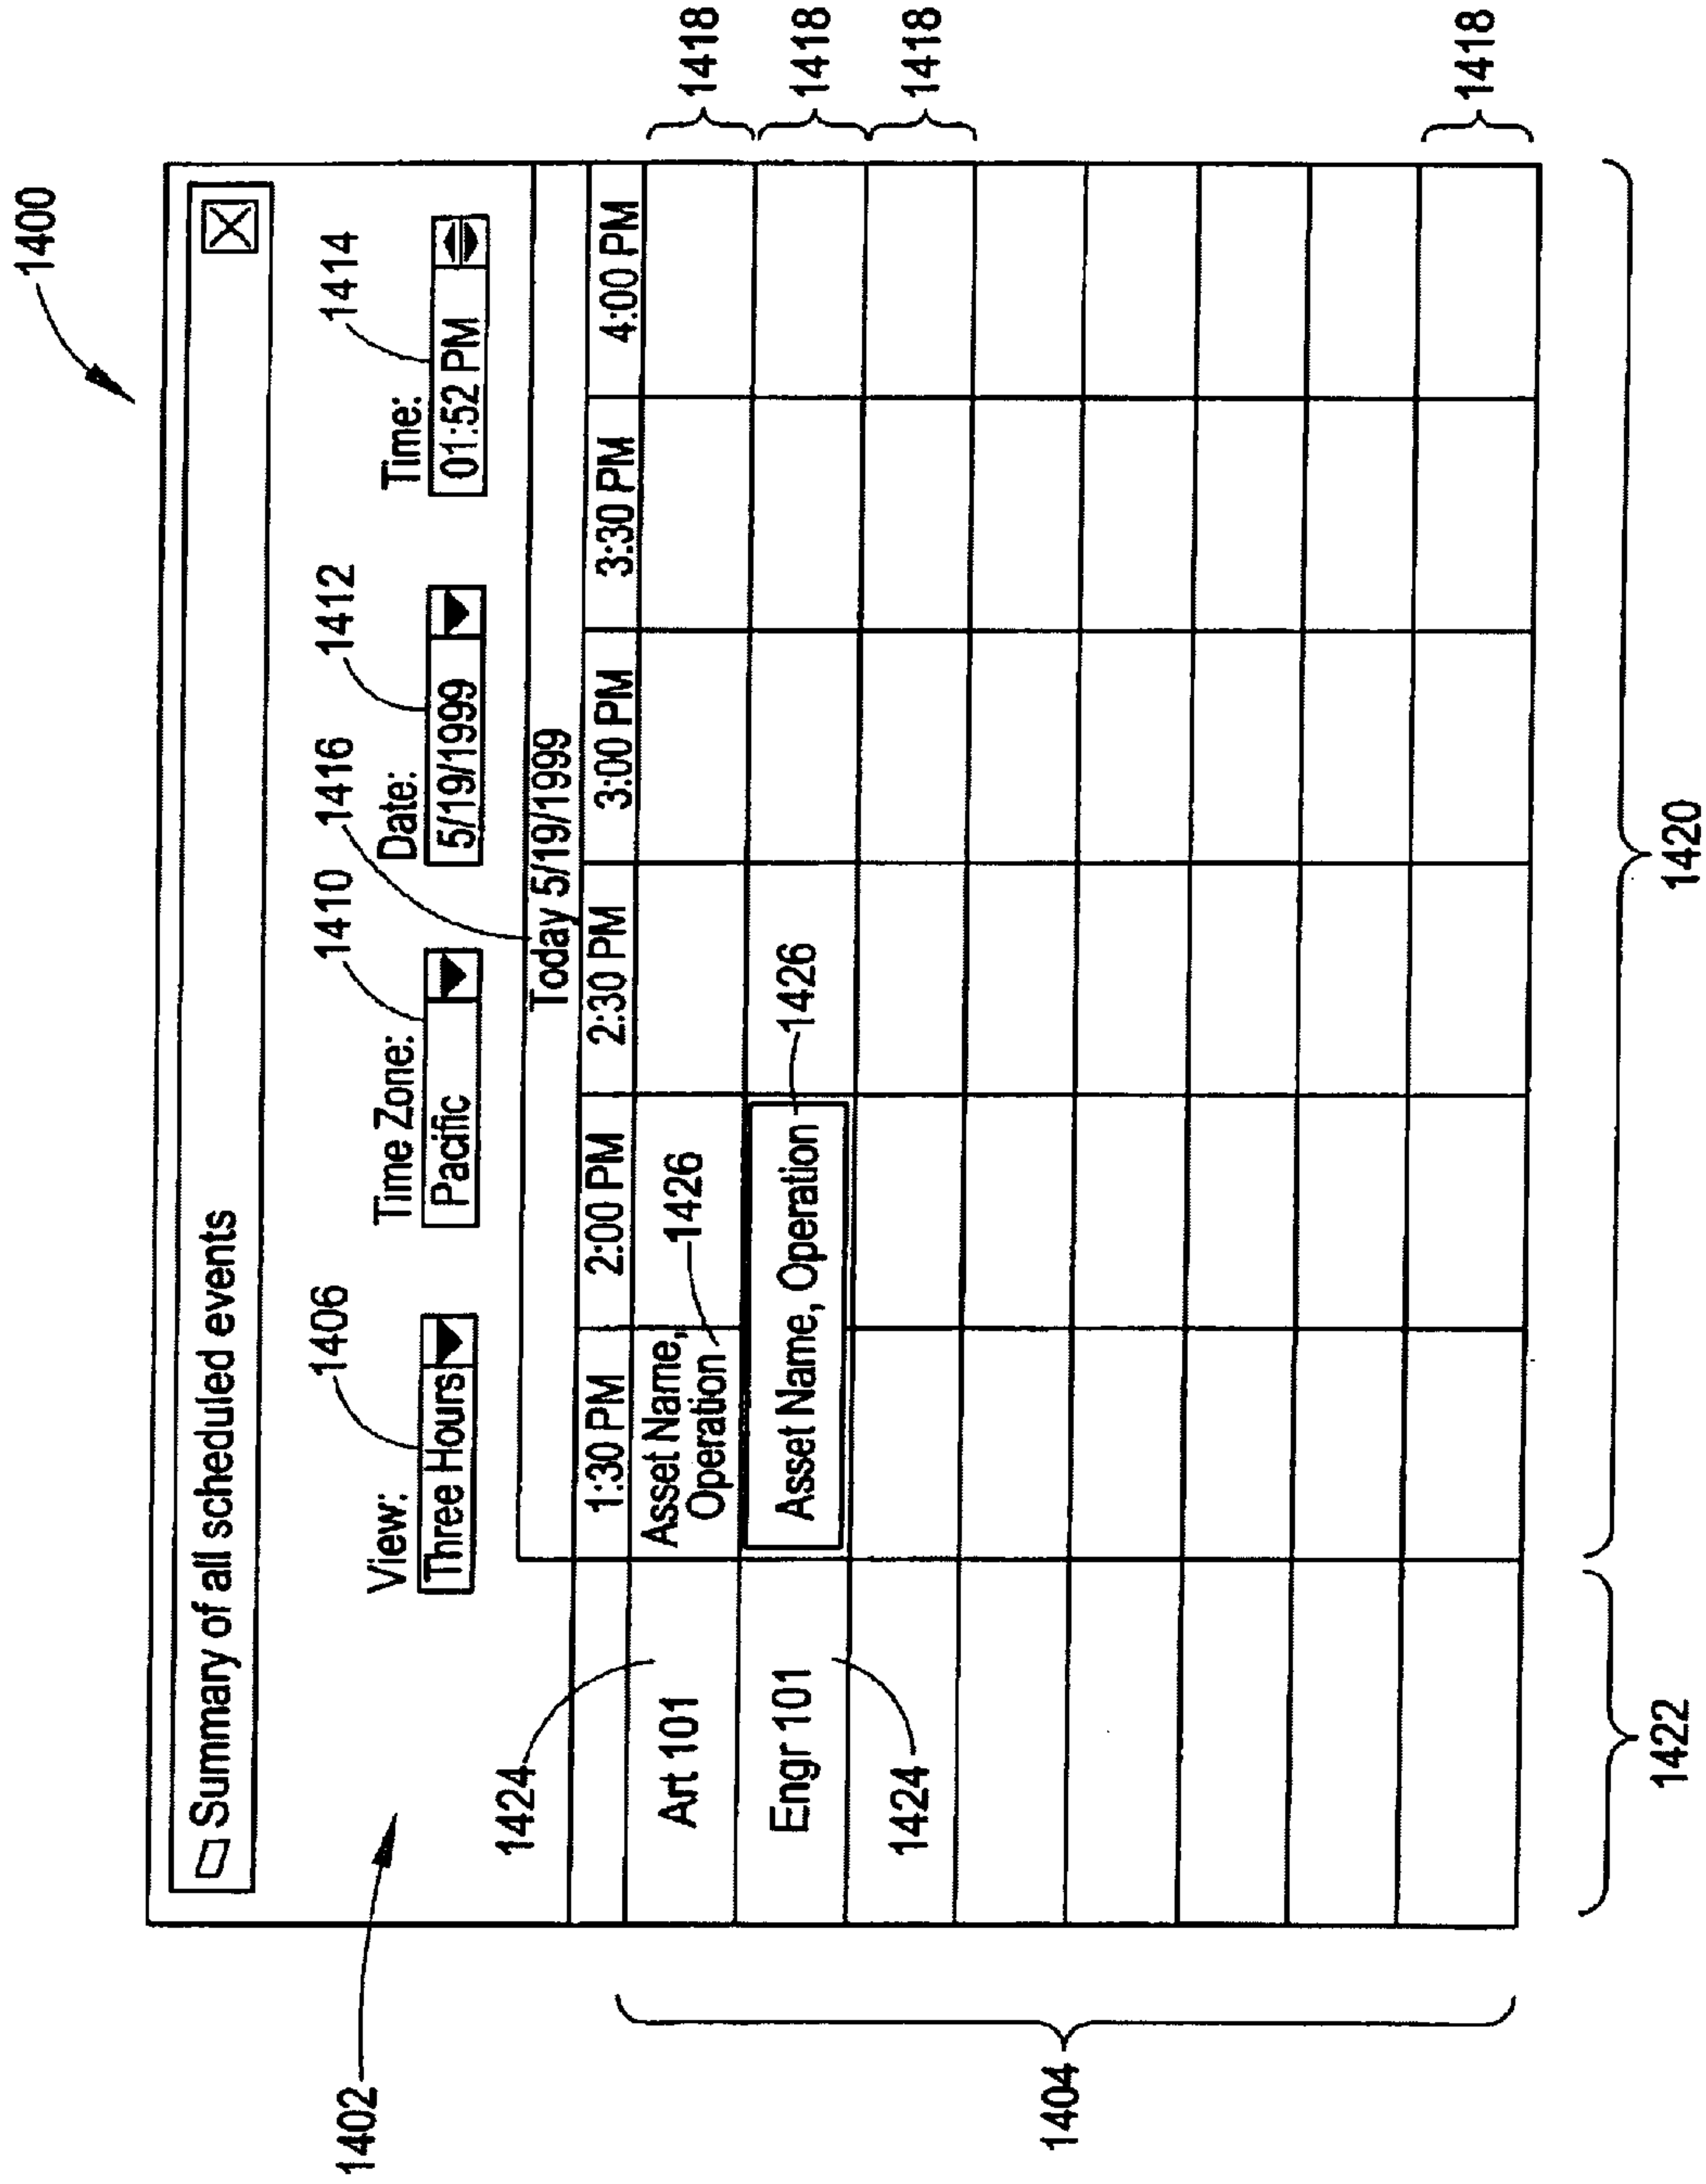 1400
Summary of all scheduled events
1402
1406
1410
1416
1412
1414
View:
Time Zone:
Date:
Time:
Three Hours
Pacific
5/19/1999
01:52 PM
Today 5/19/1999
1:30 PM
2:00 PM
2:30 PM
3:00 PM
3:30 PM
4:00 PM
1424
Art 101
Asset Name,
Operation
1426
1418
Engr 101
Asset Name, Operation
1426
1418
1424
1418
1404
1418
1422
1420